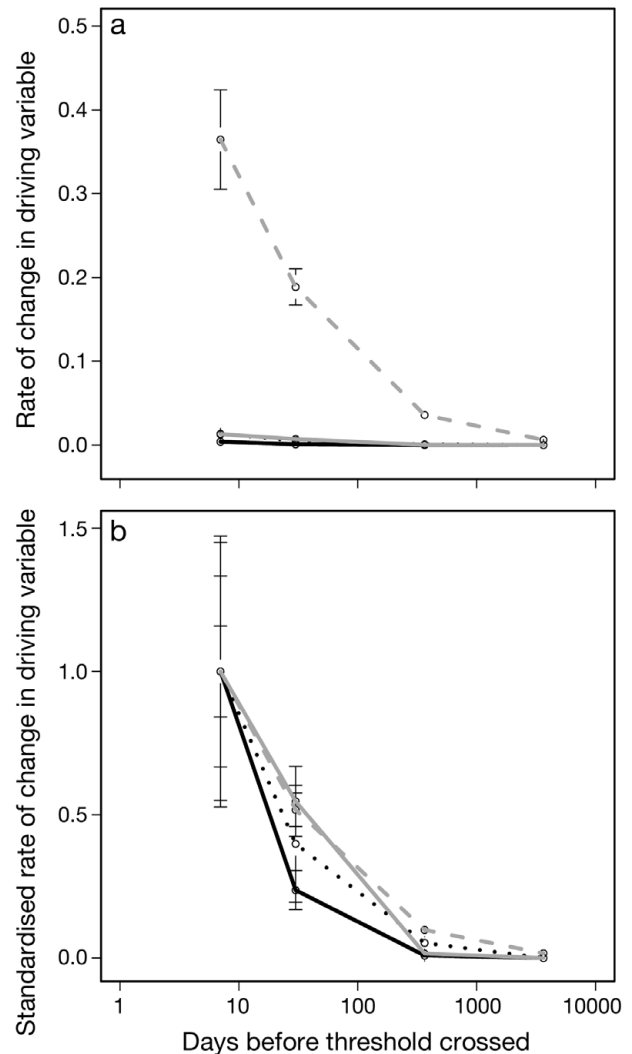 a
Rate of change in driving variable
0.5
0.4
0.3
0.2
0.1
0.0
b
Standardised rate of change in driving variable
1.5
1.0
0.5
0.0
1 10 100 1000 10000
Days before threshold crossed